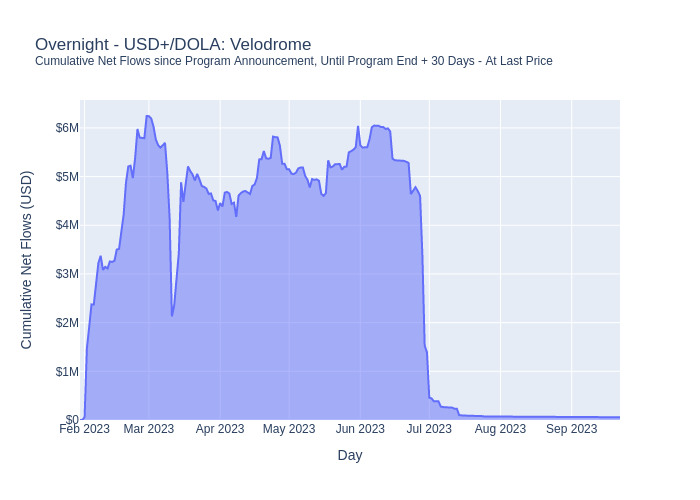 Overnight - USD+/DOLA: Velodrome
Cumulative Net Flows since Program Announcement, Until Program End + 30 Days - At Last Price
Cumulative Net Flows (USD)
$6M
$5M
$4M
$3M
$2M
$1M
$0
Feb 2023 Mar 2023 Apr 2023 May 2023 Jun 2023 Jul 2023 Aug 2023 Sep 2023
Day